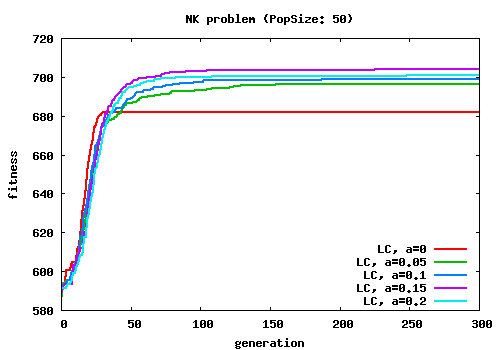 NK problem (PopSize: 50)
720
700
680
660
640
620
600
580
fitness
LC, a=0
LC, a=0.05
LC, a=0.1
LC, a=0.15
LC, a=0.2
0 50 100 150 200 250 300
generation